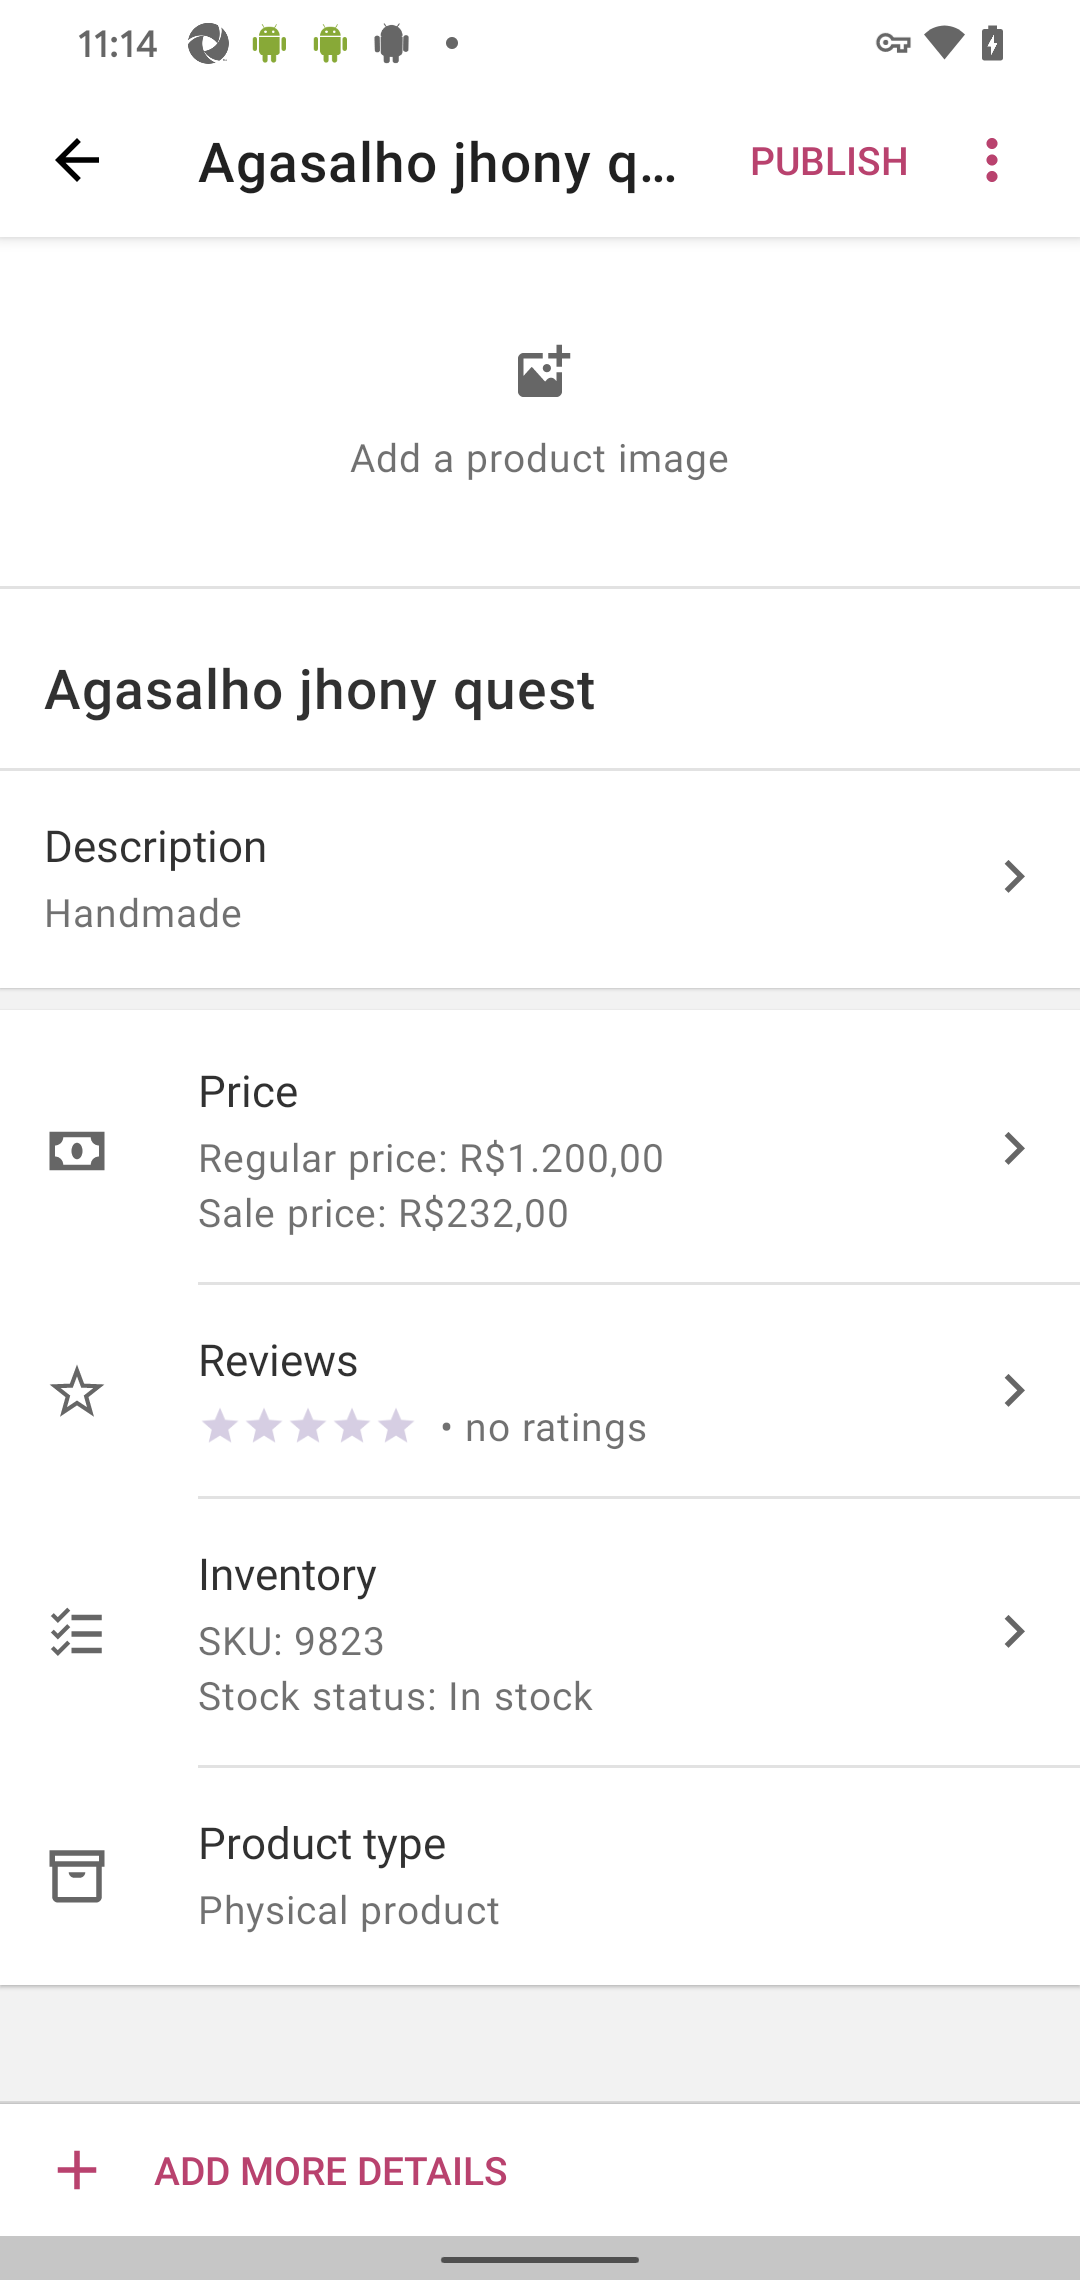 11:14
Agasalho jhony q...
PUBLISH
Add a product image
Agasalho jhony quest
Description
Handmade
Price
Regular price: R$1.200,00
Sale price: R$232,00
Reviews
• no ratings
Inventory
SKU: 9823
Stock status: In stock
Product type
Physical product
ADD MORE DETAILS